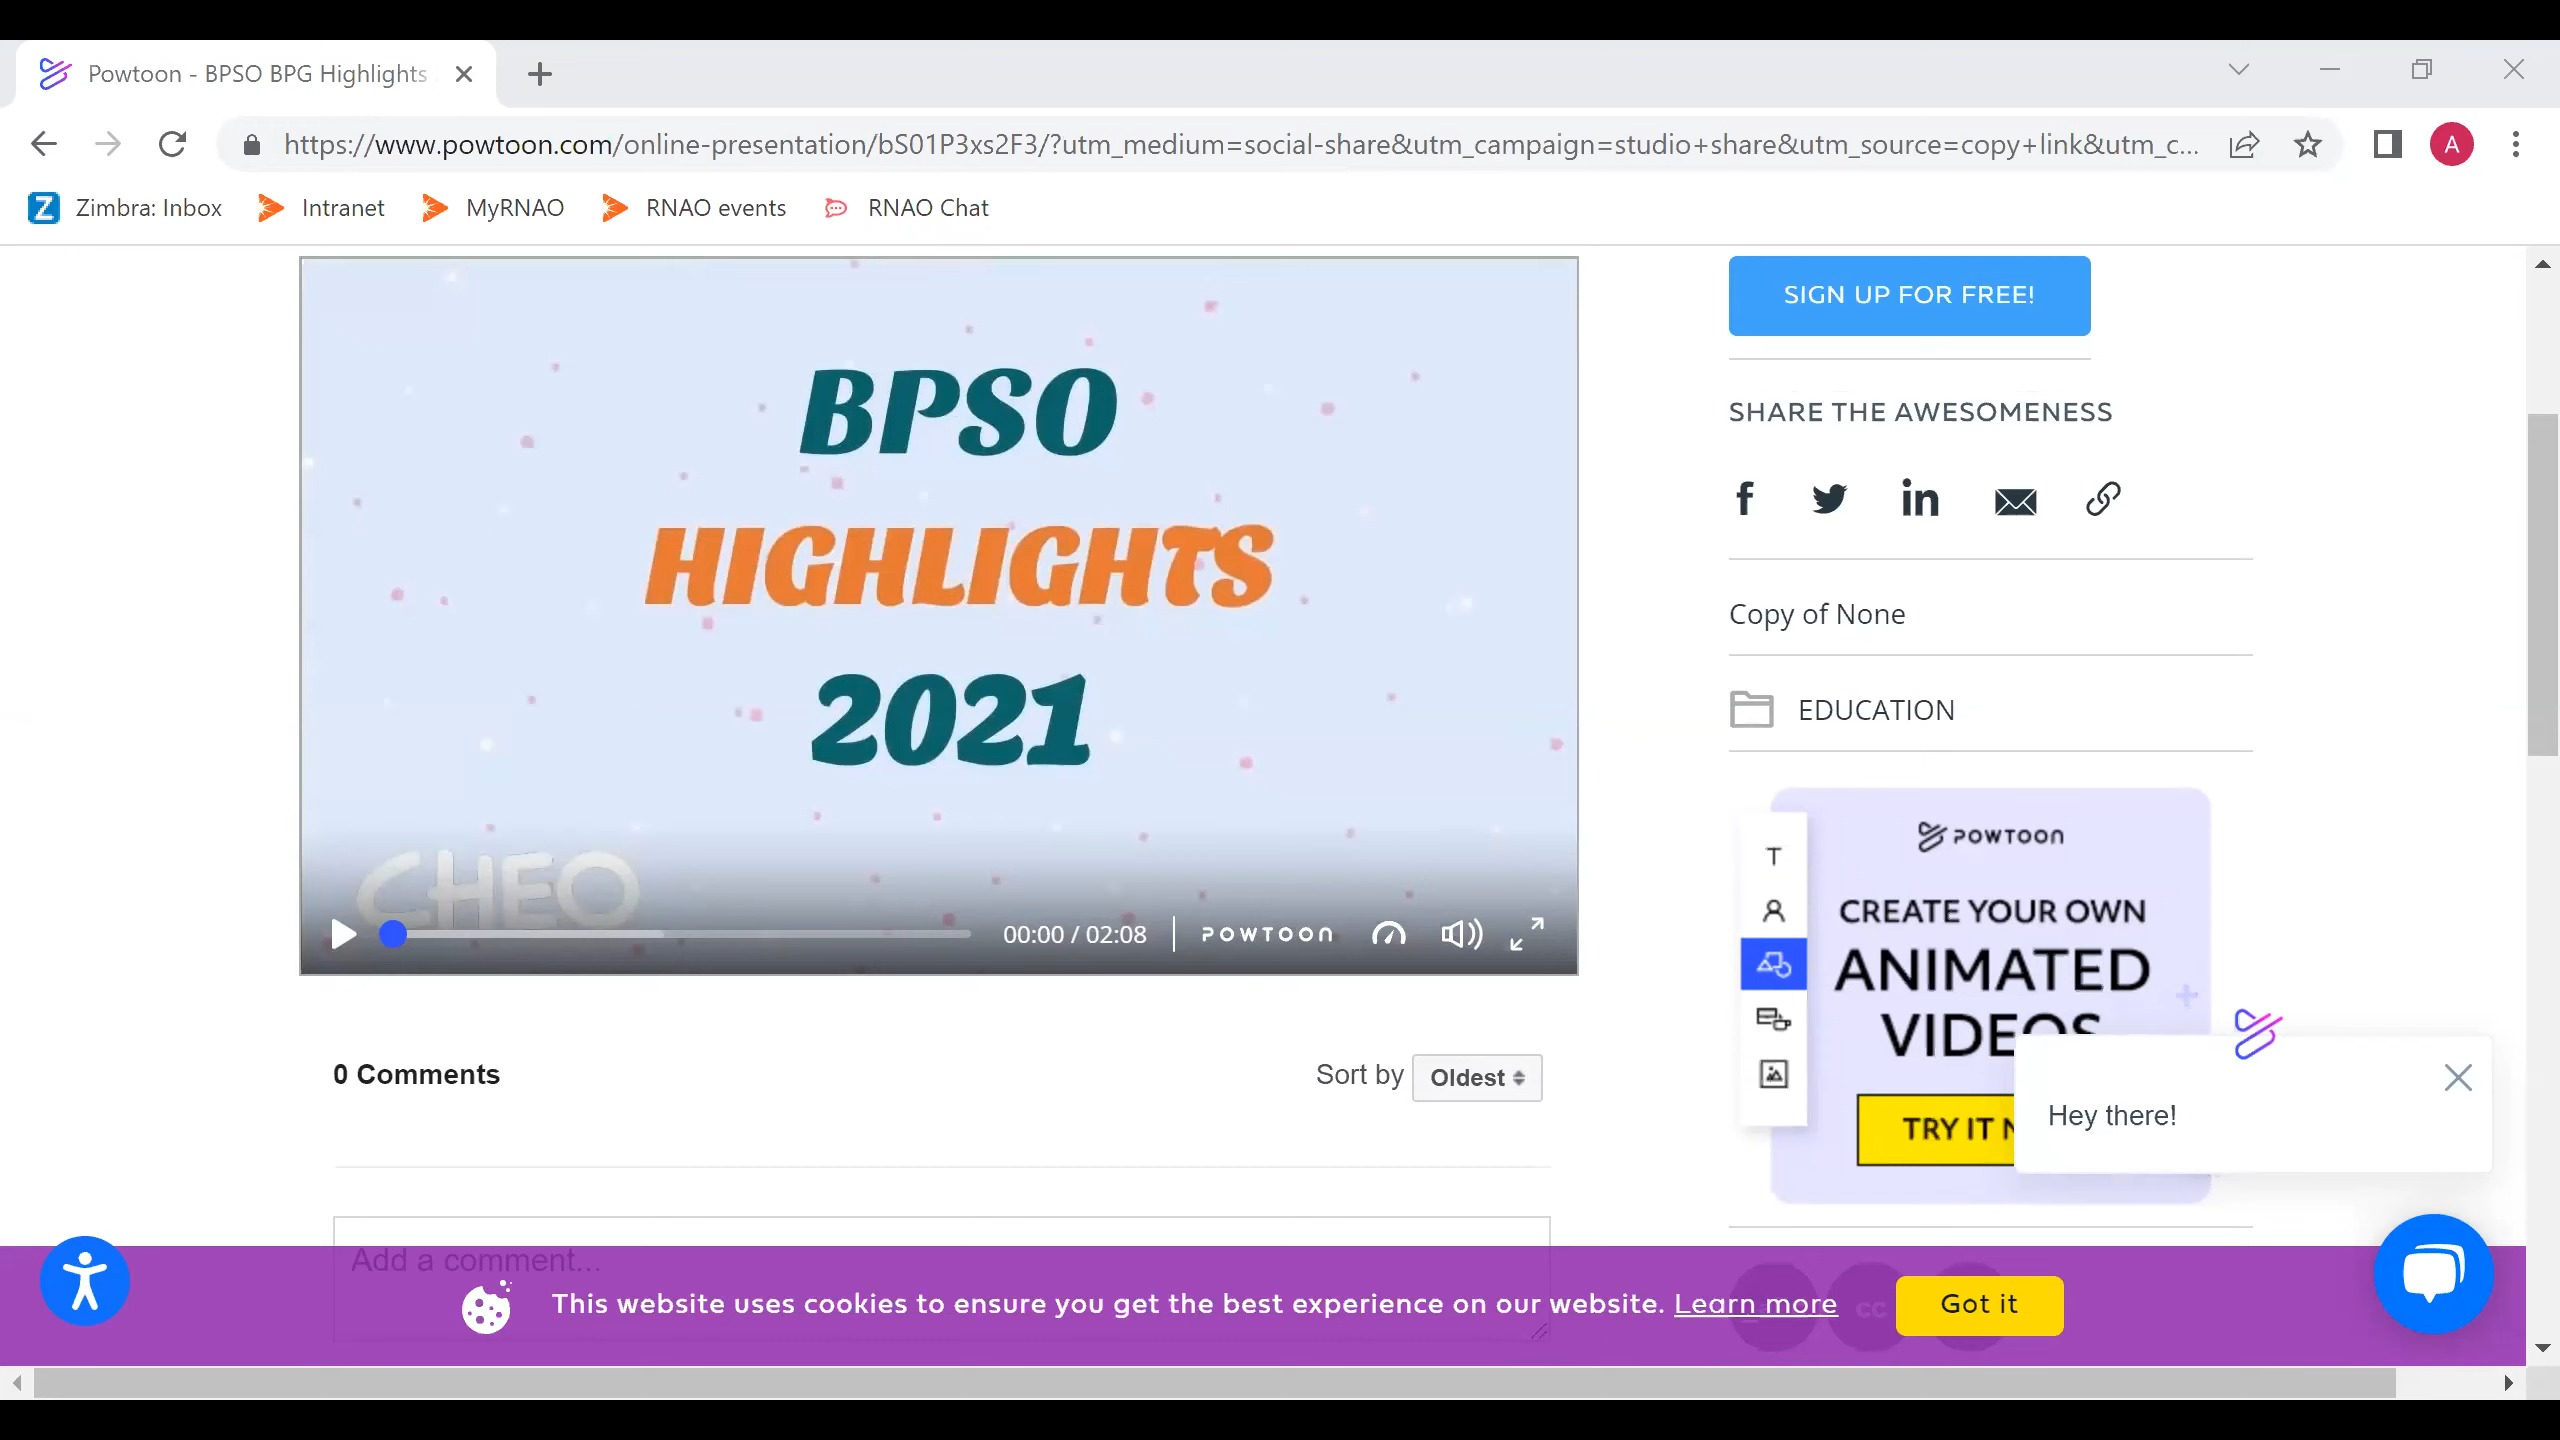 Powtoon - BPSO BPG Highlights
https://www.powtoon.com/online-presentation/bS01P3xs2F3/?utm_medium=social-share&utm_campaign=studio+share&utm_source=copy+link&utm_c...
A
Zimbra: Inbox
Intranet
MyRNAO
RNAO events
RNAO Chat
BPSO
HIGHLIGHTS
2021
CHEO
00:00 / 02:08
POWTOON
0 Comments
Sort by
Oldest
Add a comment...
SIGN UP FOR FREE!
SHARE THE AWESOMENESS
Copy of None
EDUCATION
POWTOON
CREATE YOUR OWN
ANIMATED
VIDEOS
TRY IT
Hey there!
This website uses cookies to ensure you get the best experience on our website. Learn more
Got it
cc